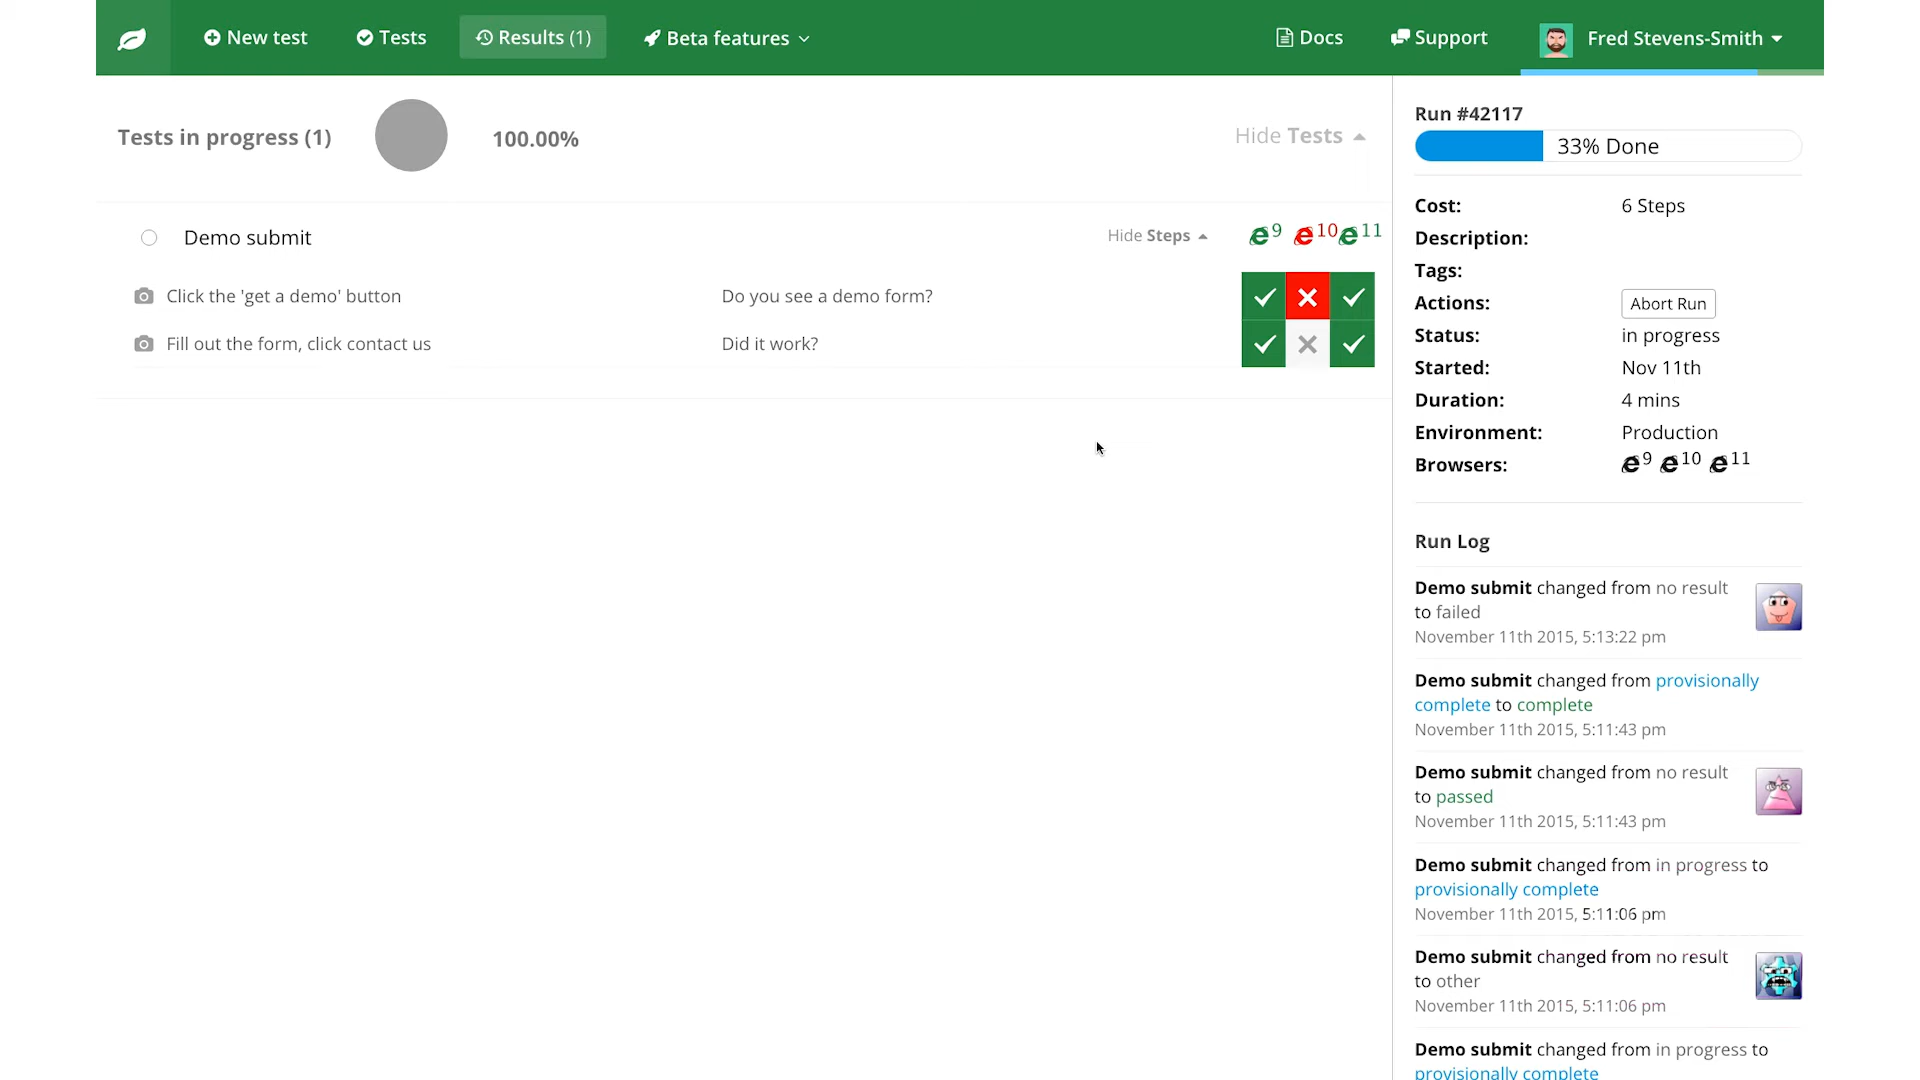 New test
Tests
Results (1)
Beta features
Docs
Support
Fred Stevens-Smith
Tests in progress (1)
100.00%
Hide Tests
Demo submit
Hide Steps
9
10
11
Click the 'get a demo' button
Do you see a demo form?
Fill out the form, click contact us
Did it work?
Run #42117
33% Done
Cost:
6 Steps
Description:
Tags:
Actions:
Abort Run
Status:
in progress
Started:
Nov 11th
Duration:
4 mins
Environment:
Production
Browsers:
9
10
11
Run Log
Demo submit changed from no result
to failed
November 11th 2015, 5:13:22 pm
Demo submit changed from provisionally
complete to complete
November 11th 2015, 5:11:43 pm
Demo submit changed from no result
to passed
November 11th 2015, 5:11:43 pm
Demo submit changed from in progress to
provisionally complete
November 11th 2015, 5:11:06 pm
Demo submit changed from no result
to other
November 11th 2015, 5:11:06 pm
Demo submit changed from in progress to
provisionally complete